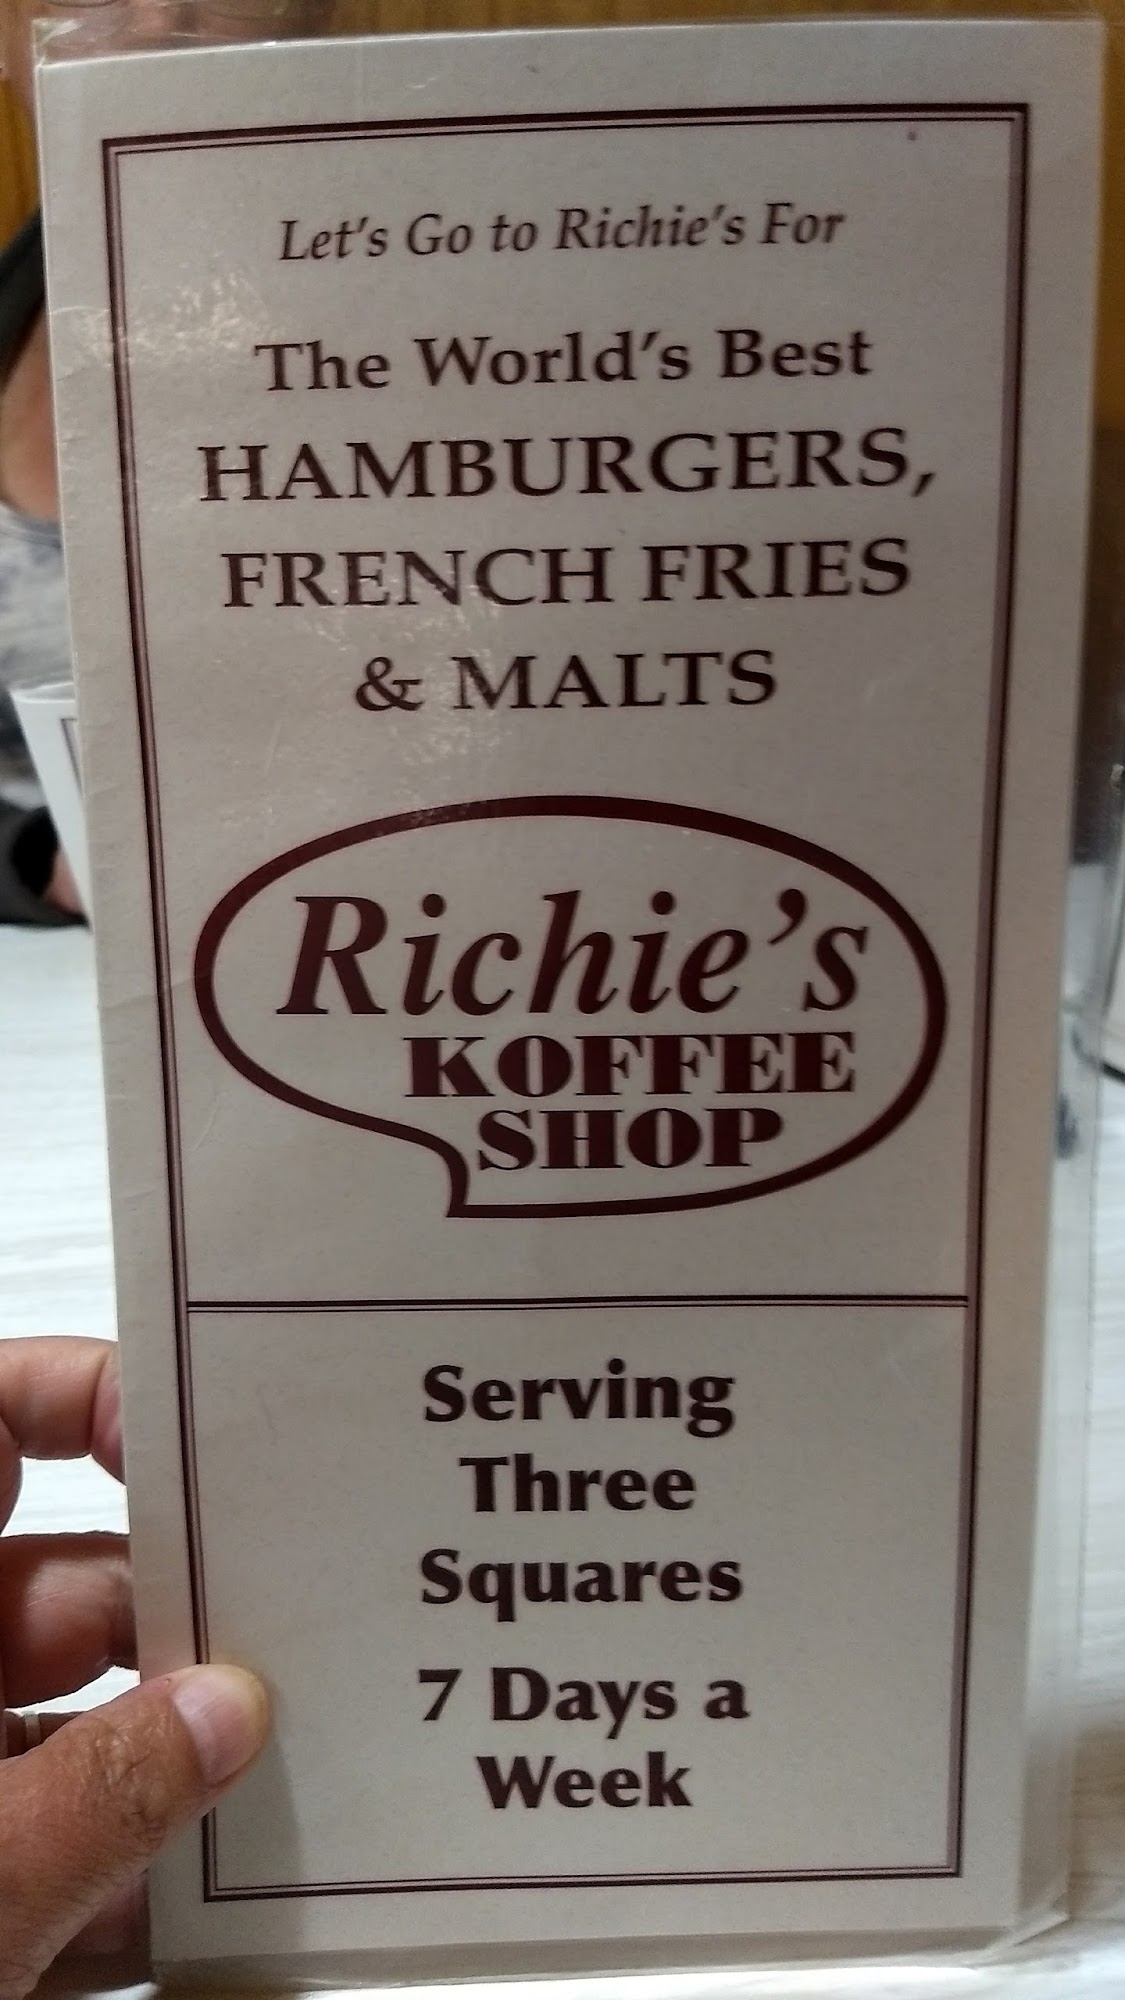 Let's Go to Richie's For
The World's Best
HAMBURGERS,
FRENCH FRIES
& MALTS
Richie's
KOFFEE
SHOP
Serving
Three
Squares
7 Days a
Week